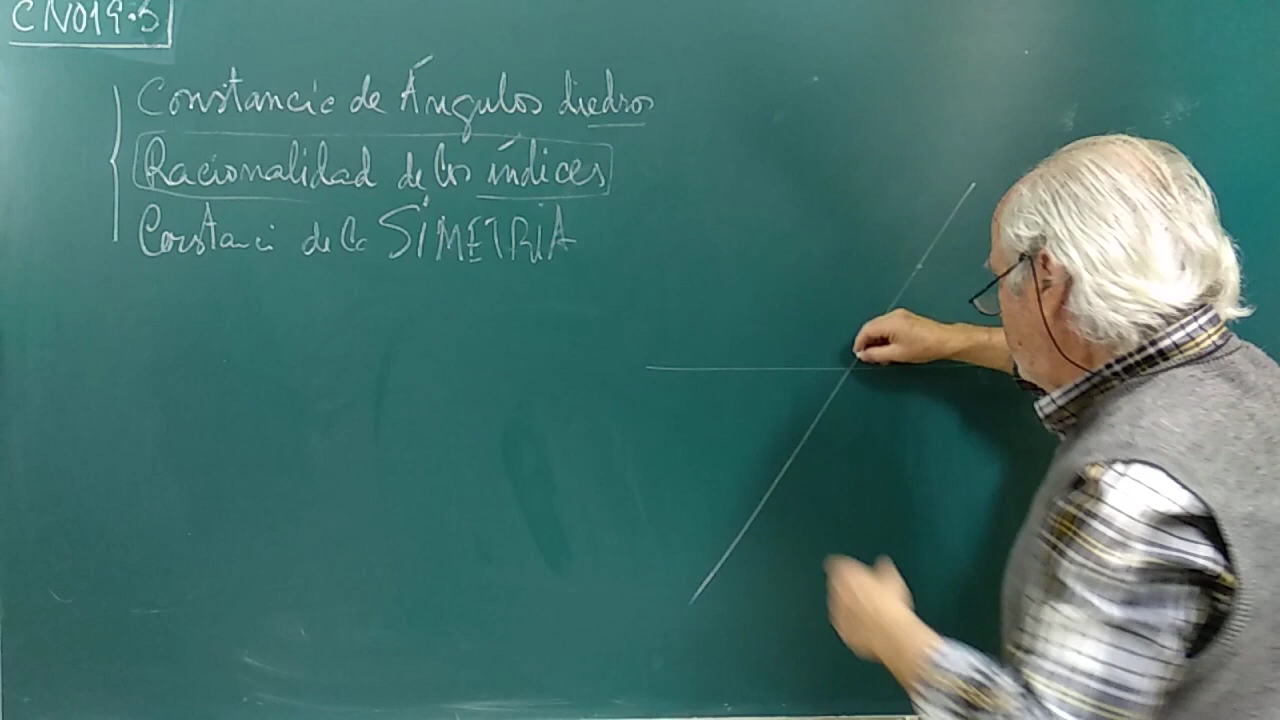 CN019.5
Constancia de Ángulos diedros
Racionalidad de los índices
Constanci de la SIMETRIA